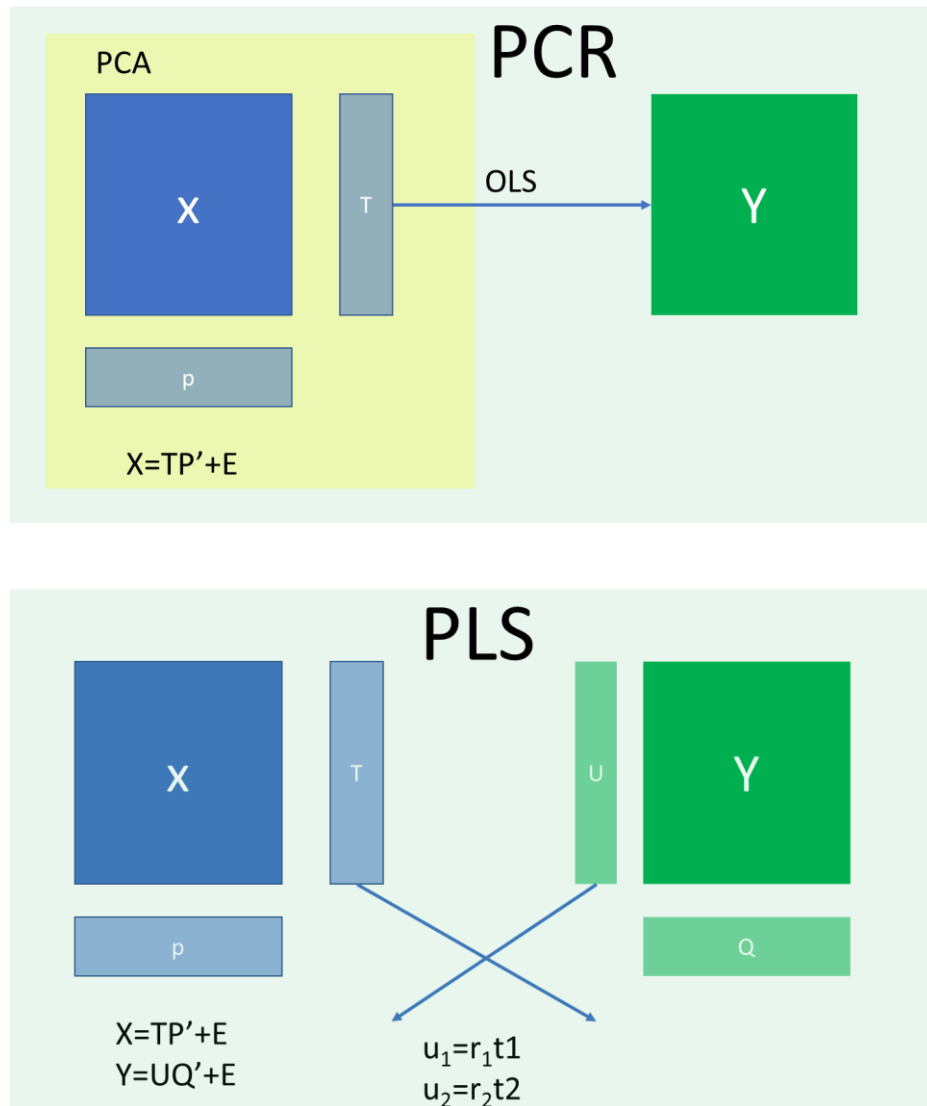 PCR
PCA
X
T
OLS
Y
p
X=TP'+E
PLS
X
T
U
Y
p
Q
X=TP'+E
Y=UQ'+E
u₁=r₁t1
u₂=r₂t2